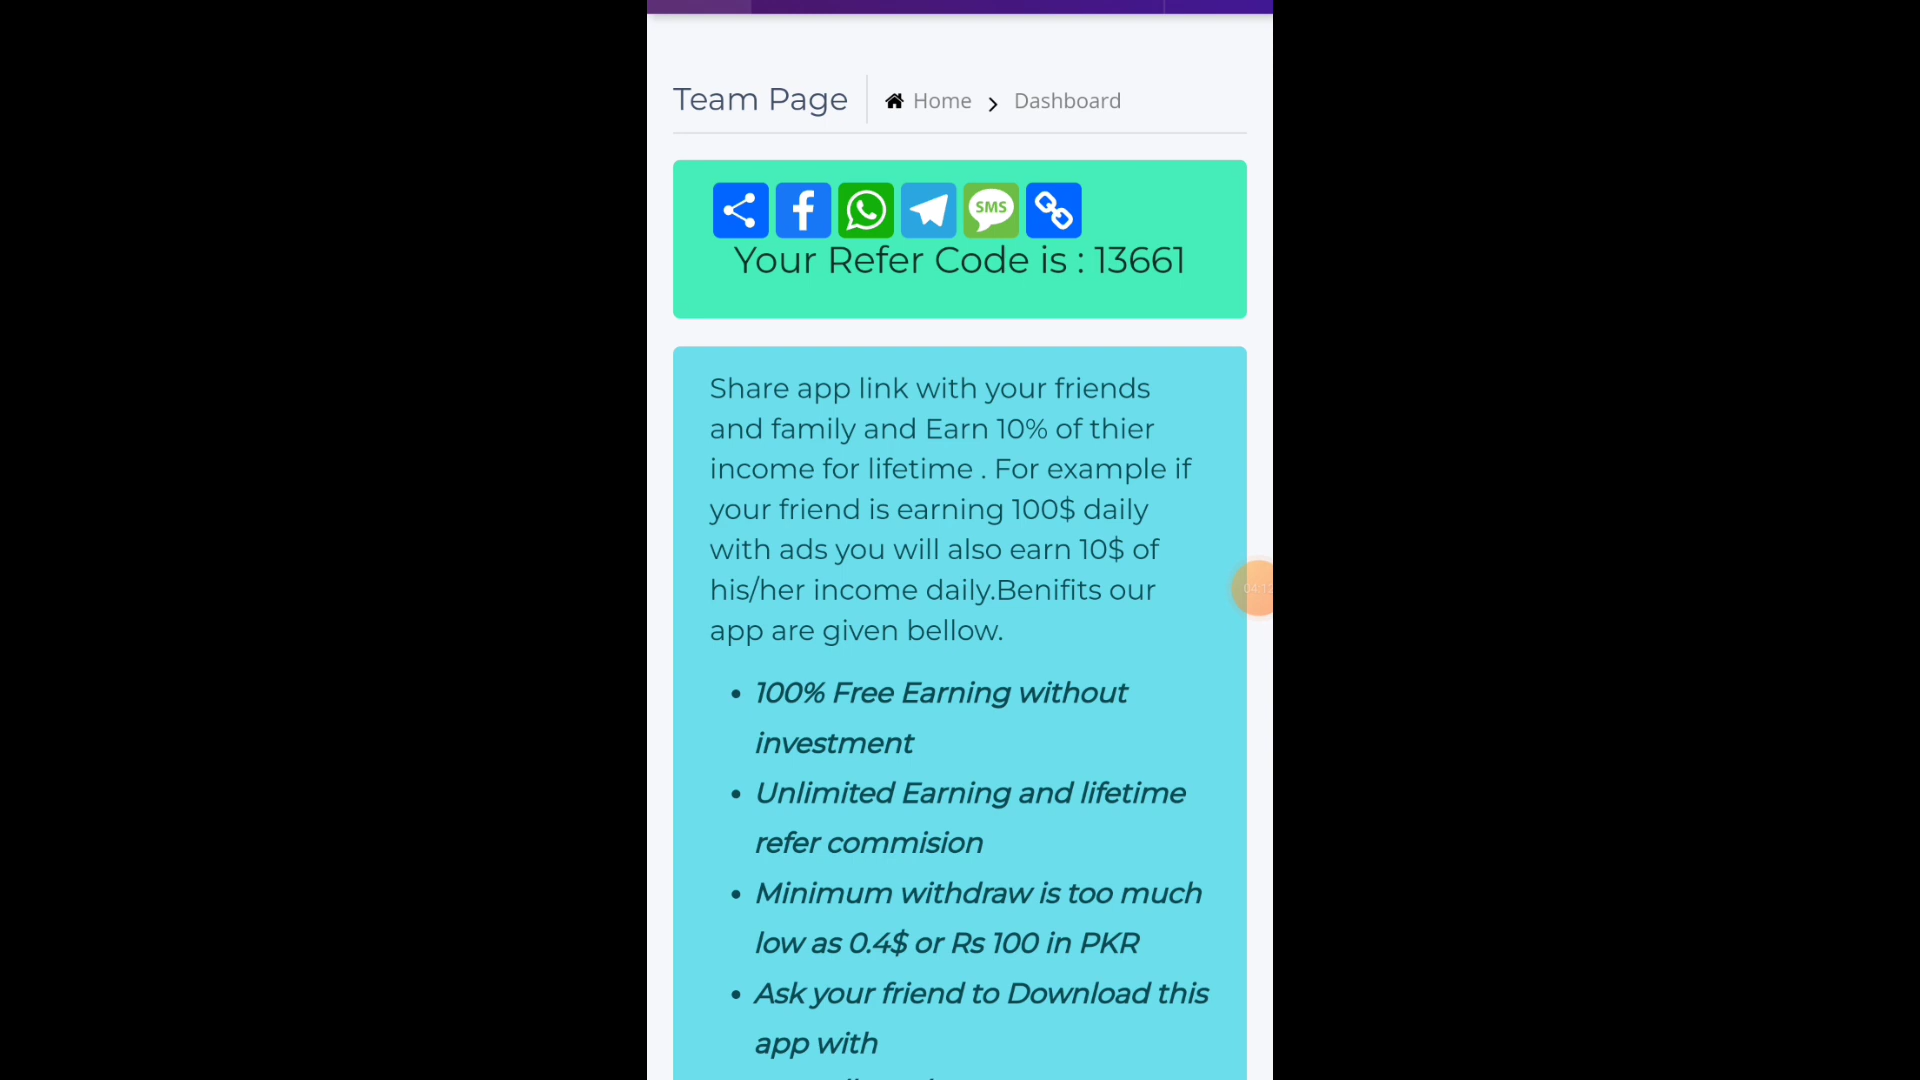 Team Page
Home
Dashboard
SMS
Your Refer Code is : 13661
Share app link with your friends
and family and Earn 10% of thier
income for lifetime . For example if
your friend is earning 100$ daily
with ads you will also earn 10$ of
his/her income daily.Benifits our
app are given bellow.
100% Free Earning without
investment
Unlimited Earning and lifetime
refer commision
Minimum withdraw is too much
low as 0.4$ or Rs 100 in PKR
Ask your friend to Download this
app with